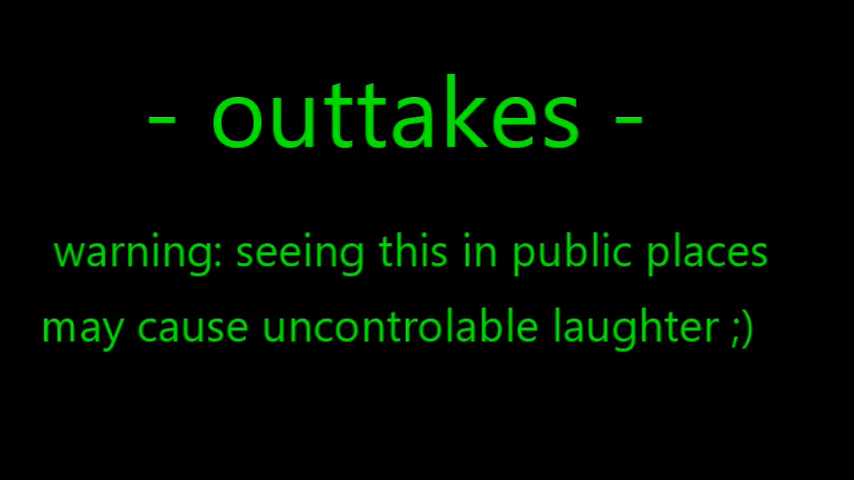 - outtakes -
warning: seeing this in public places
may cause uncontrolable laughter ;)